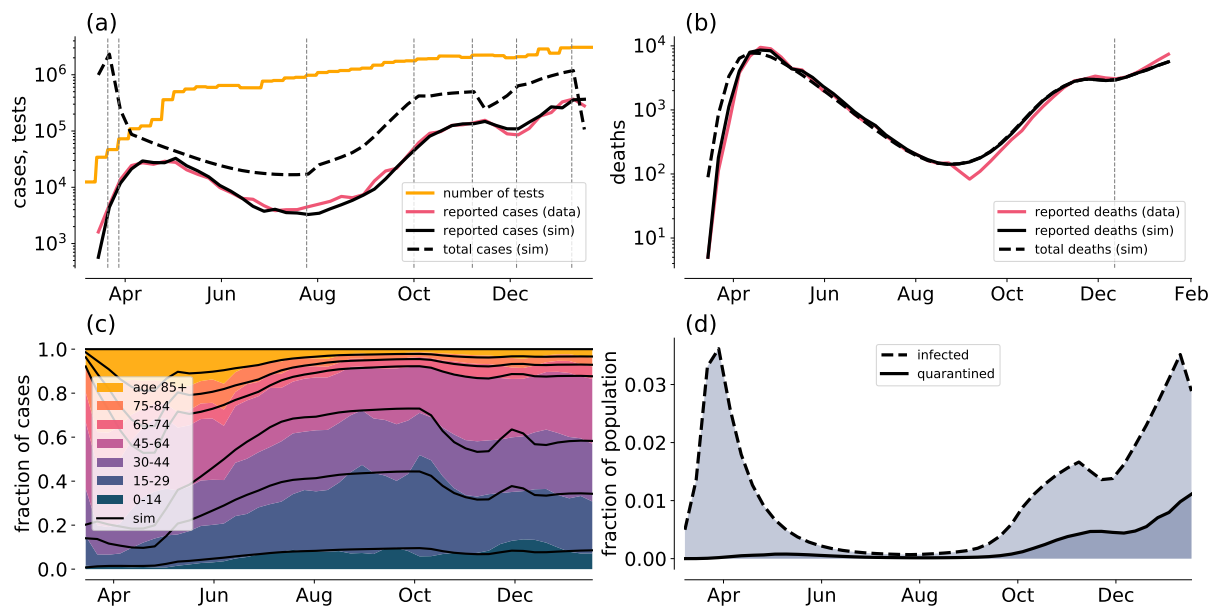 (a)
cases, tests
10^6
10^5
10^4
10^3
number of tests
reported cases (data)
reported cases (sim)
total cases (sim)
Apr Jun Aug Oct Dec
(b)
deaths
10^4
10^3
10^2
10^1
reported deaths (data)
reported deaths (sim)
total deaths (sim)
Apr Jun Aug Oct Dec Feb
(c)
fraction of cases
1.0
0.8
0.6
0.4
0.2
0.0
age 85+
75-84
65-74
45-64
30-44
15-29
0-14
sim
Apr Jun Aug Oct Dec
(d)
fraction of population
0.03
0.02
0.01
0.00
infected
quarantined
Apr Jun Aug Oct Dec